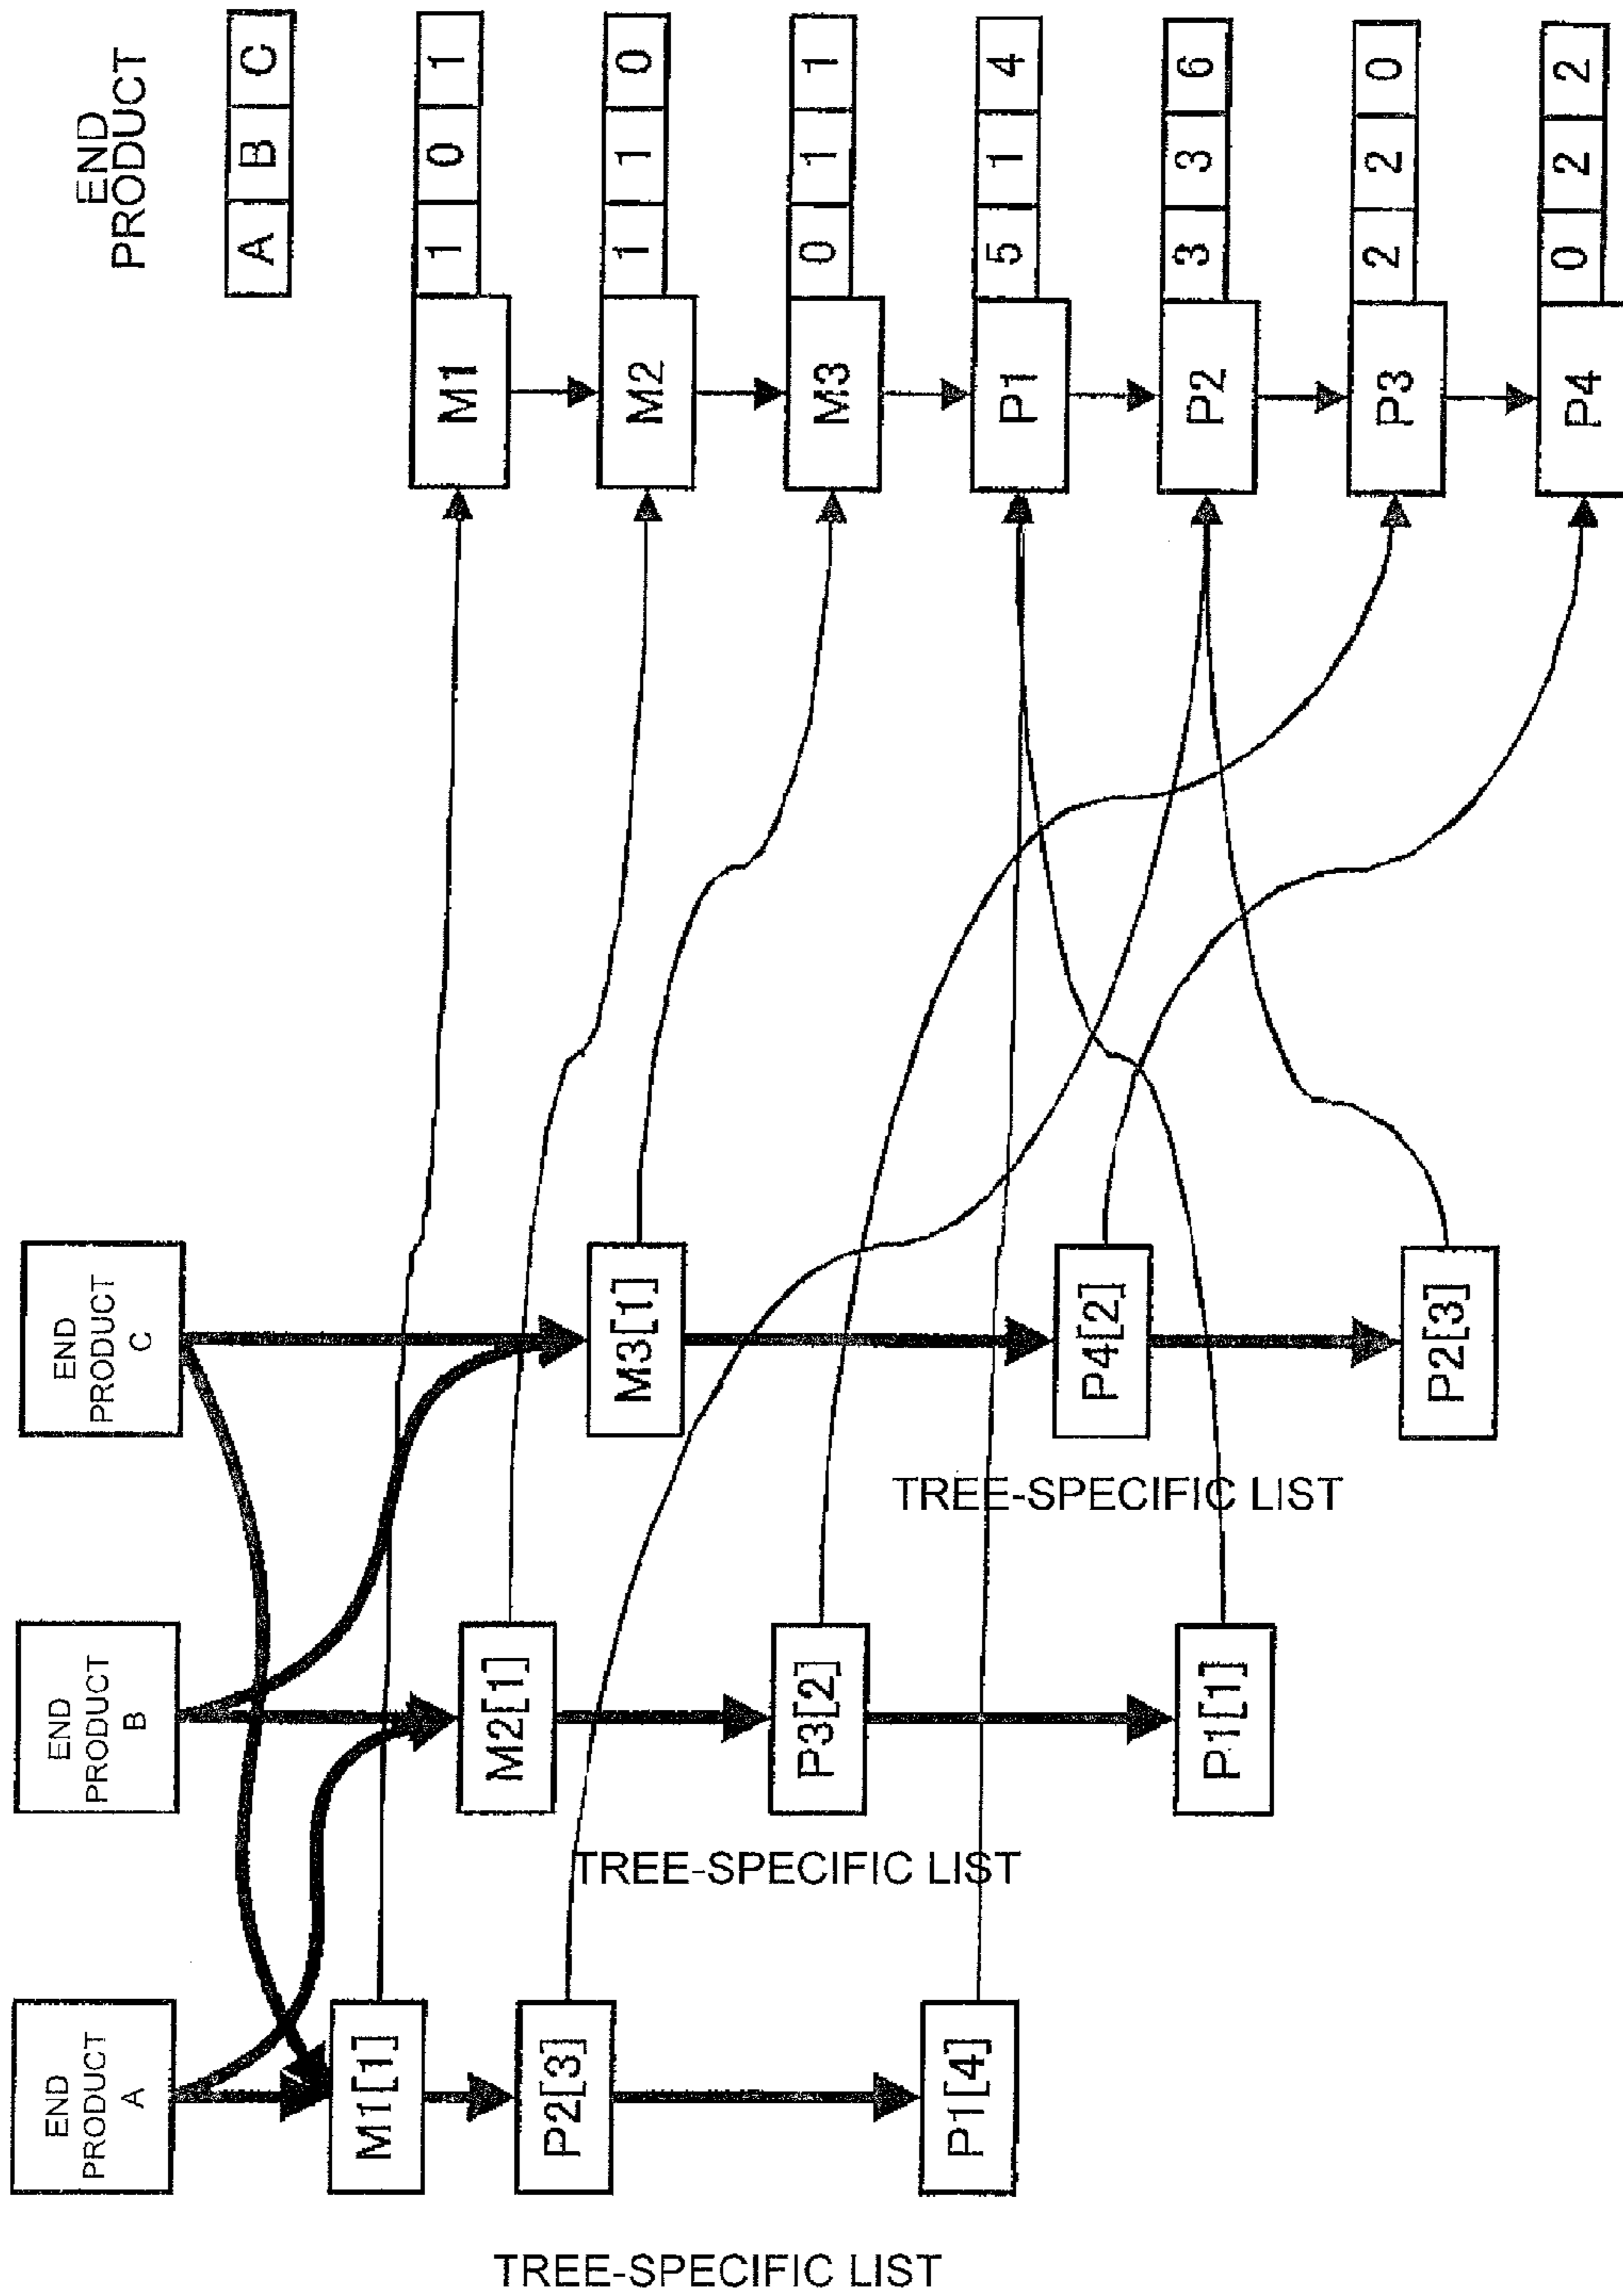 END
PRODUCT
A B C
M1 1 0 1
M2 1 1 0
M3 0 1 1
P1 5 1 4
P2 3 3 6
P3 2 2 0
P4 0 2 2
END
PRODUCT
C
M3[1]
P4[2]
P2[3]
TREE-SPECIFIC LIST
END
PRODUCT
B
M2[1]
P3[2]
P1[1]
TREE-SPECIFIC LIST
END
PRODUCT
A
M1[1]
P2[3]
P1[4]
TREE-SPECIFIC LIST